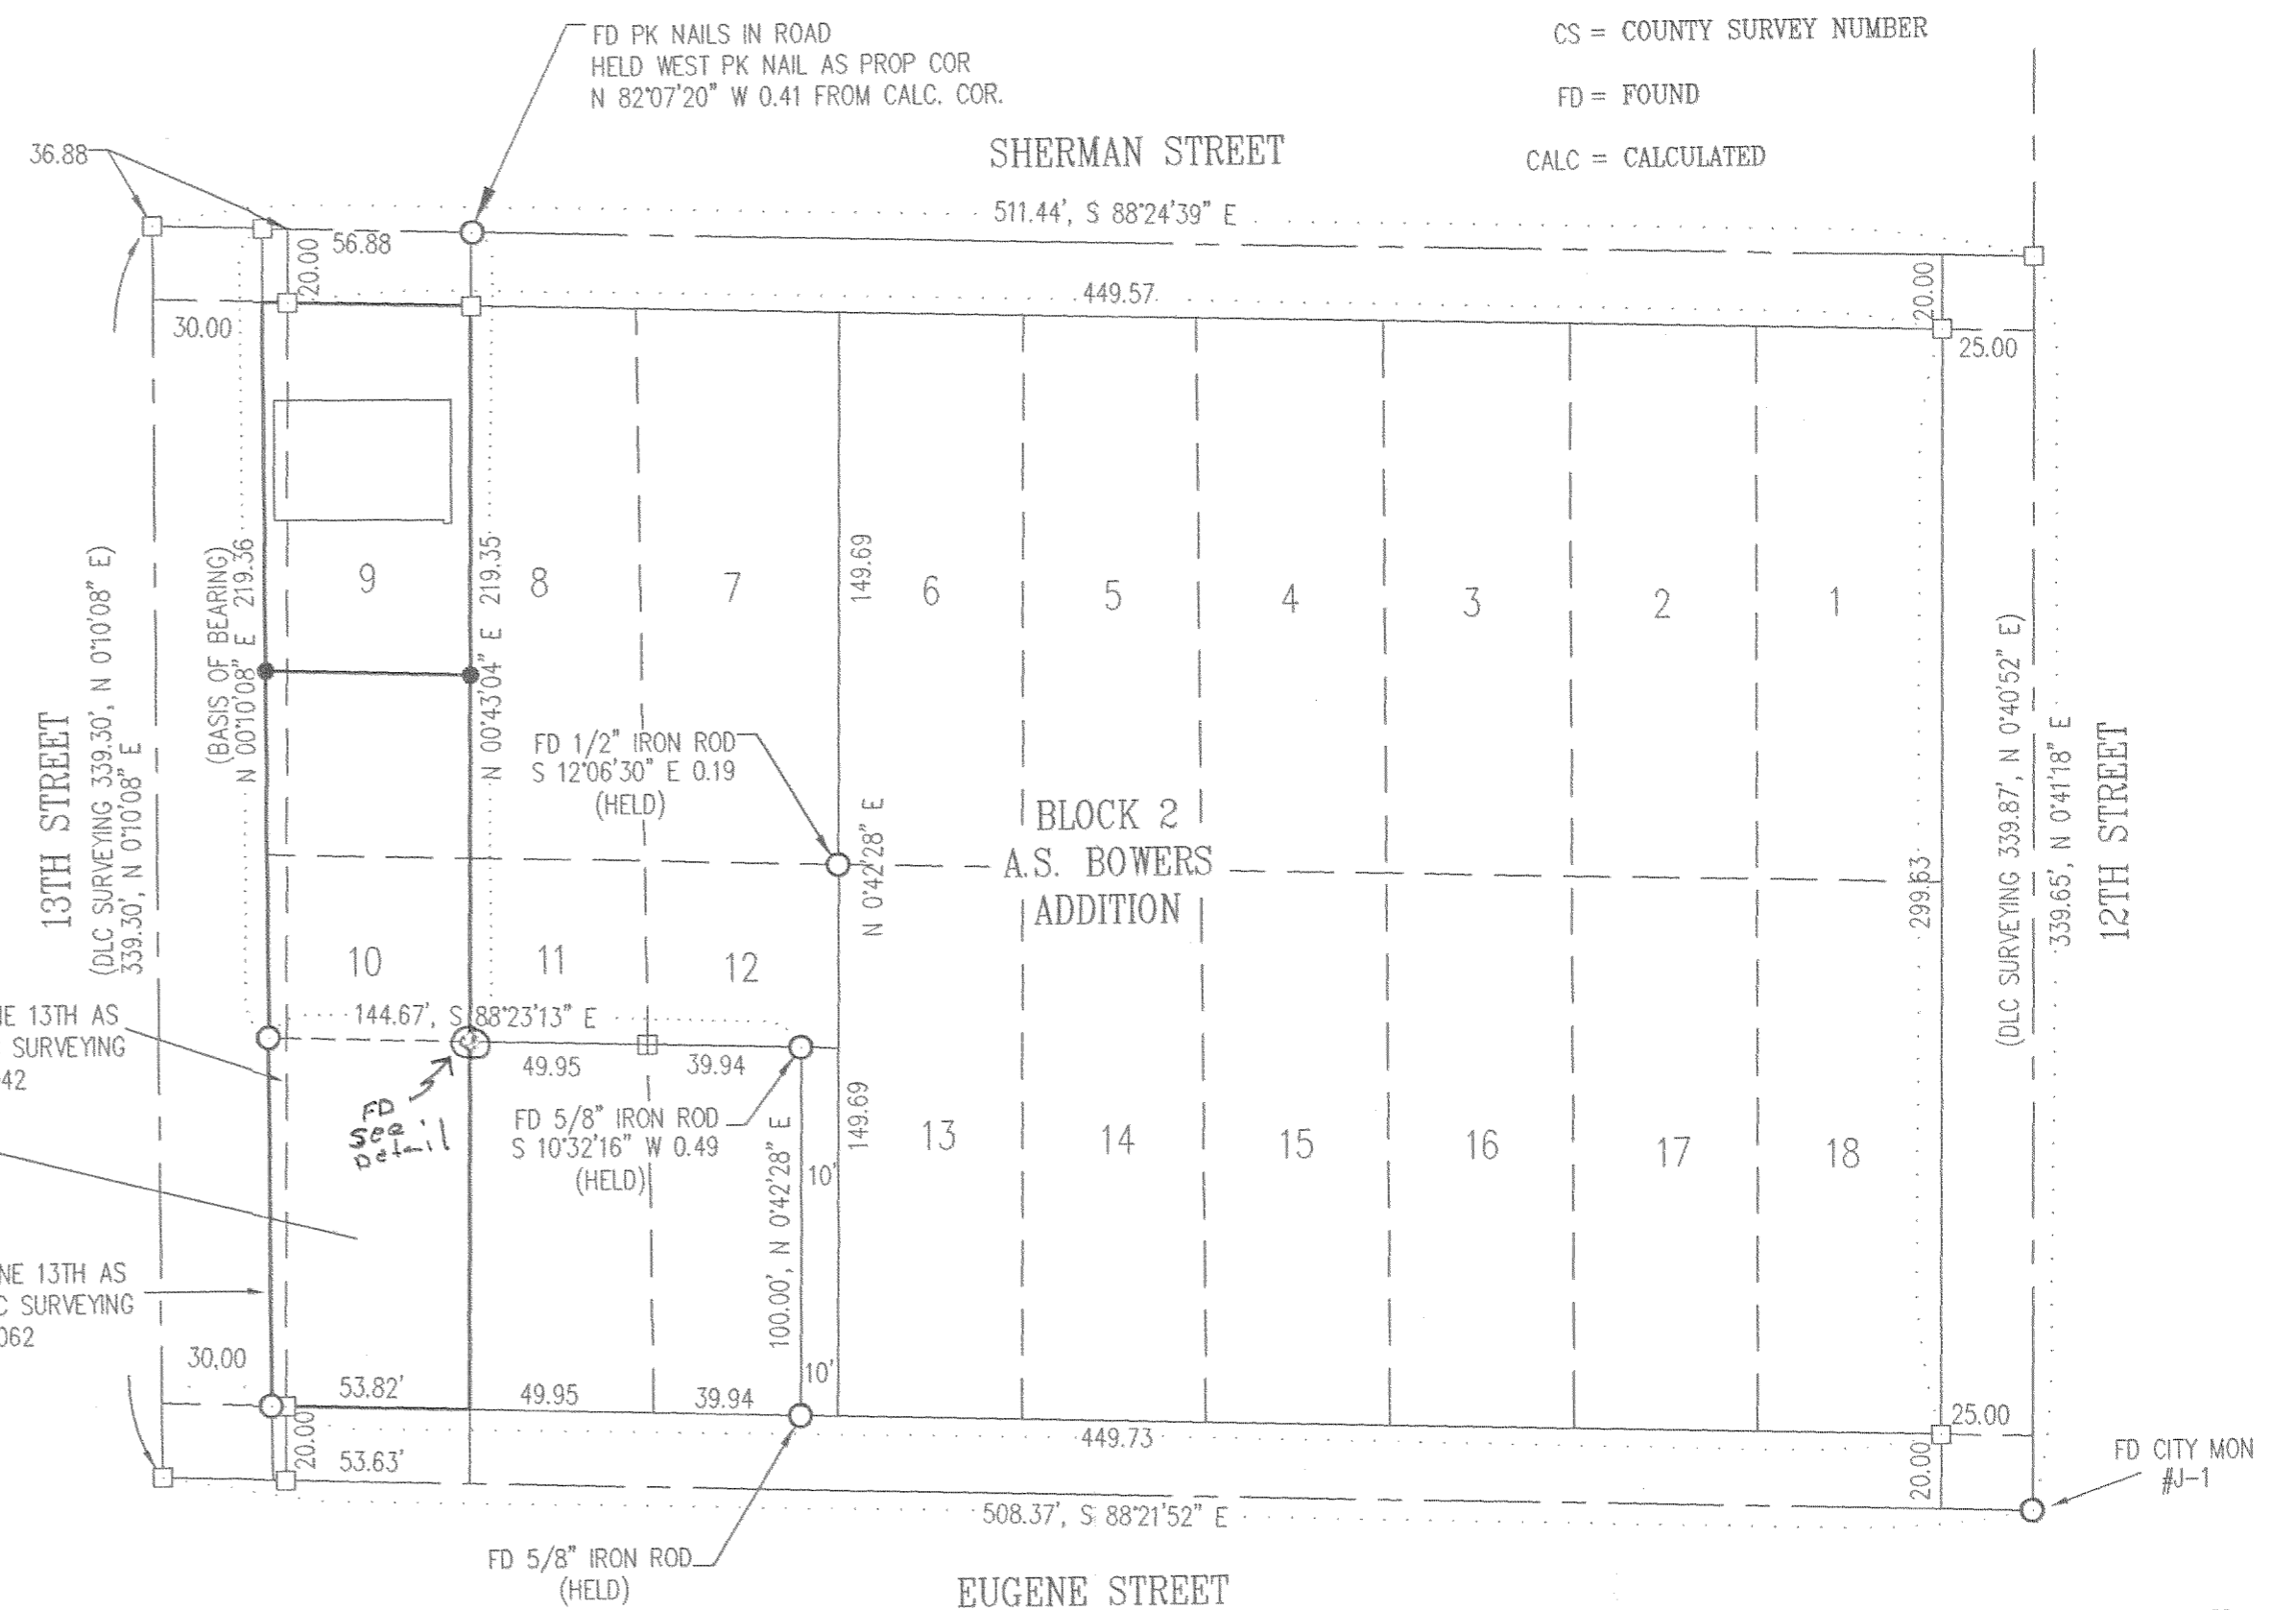 FD PK NAILS IN ROAD
HELD WEST PK NAIL AS PROP COR
N 82°07'20" W 0.41 FROM CALC. COR.
CS = COUNTY SURVEY NUMBER
FD = FOUND
CALC = CALCULATED
SHERMAN STREET
36.88
511.44', S 88°24'39" E
56.88
20.00
449.57
20.00
30.00
25.00
13TH STREET
(DLC SURVEYING 339.30', N 0°10'08" E)
339.30', N 0°10'08" E
(BASIS OF BEARING)
N 00°10'08" E 219.36
N 00°43'04" E 219.35
149.69
9
8
7
6
5
4
3
2
1
FD 1/2" IRON ROD
S 12°06'30" E 0.19
(HELD)
N 0°42'28" E
BLOCK 2
A.S. BOWERS
ADDITION
299.63
(DLC SURVEYING 339.87', N 0°40'52" E)
339.65', N 0°41'18" E
12TH STREET
10
11
12
144.67', S 88°23'13" E
49.95
39.94
NE 13TH AS
SURVEYING
42
FD
see
Detail
FD 5/8" IRON ROD
S 10°32'16" W 0.49
(HELD)
100.00', N 0°42'28" E
10'
149.69
13
14
15
16
17
18
NE 13TH AS
C SURVEYING
062
30.00
10'
53.82'
49.95
39.94
25.00
20.00
53.63'
449.73
20.00
FD CITY MON
#J-1
508.37', S 88°21'52" E
FD 5/8" IRON ROD
(HELD)
EUGENE STREET